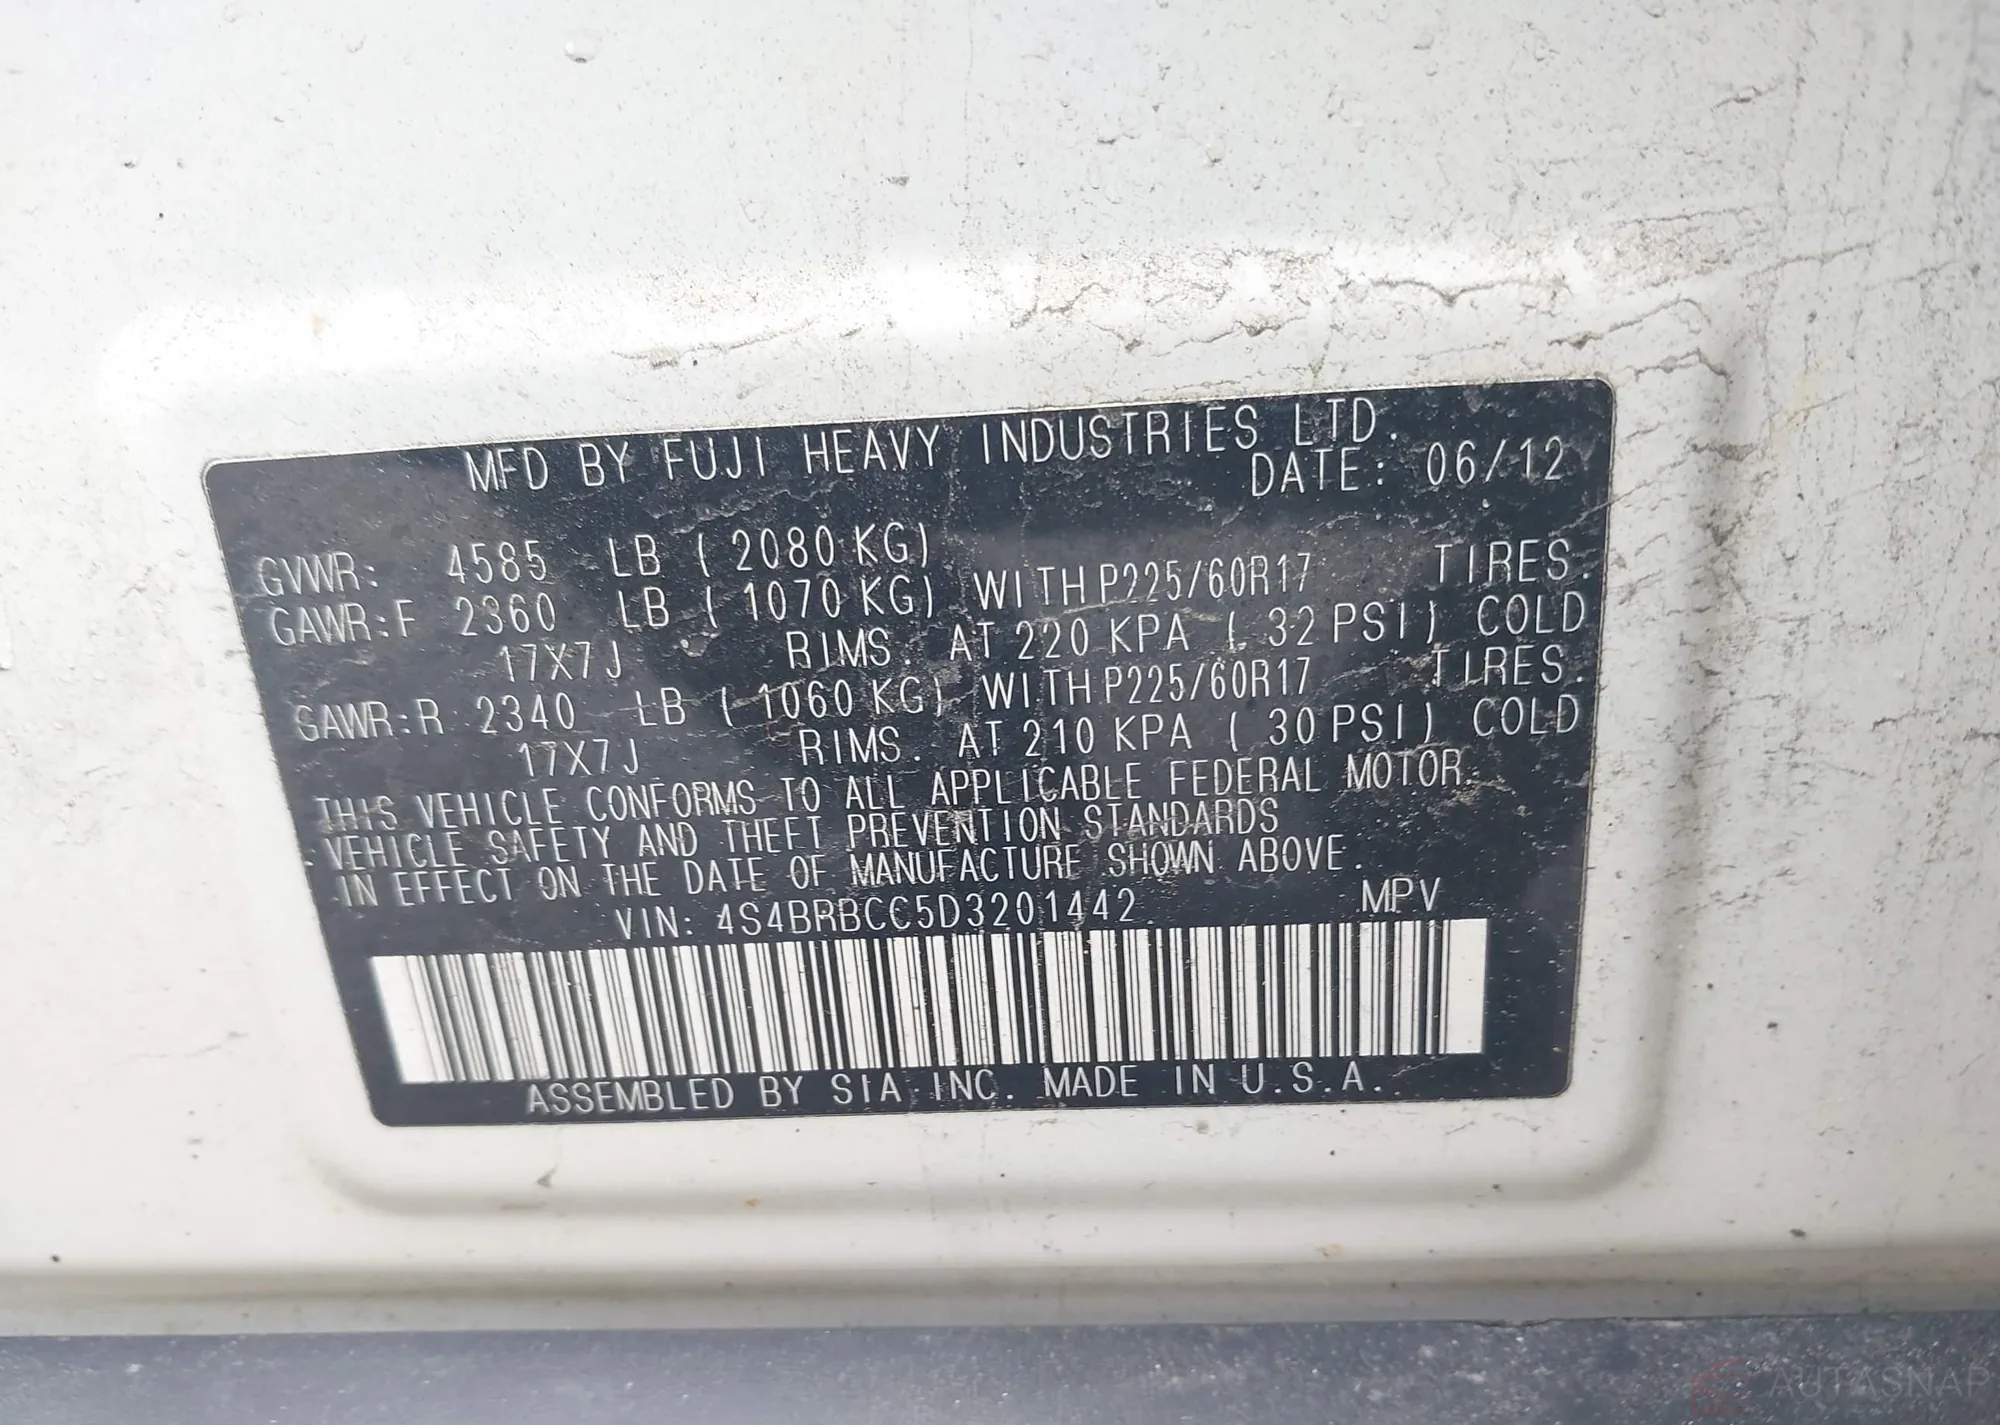 MFD BY FUJI HEAVY INDUSTRIES LTD.
DATE: 06/12
GVWR: 4585 LB ( 2080 KG)
GAWR:F 2360 LB ( 1070 KG) WITH P225/60R17 TIRES.
17X7J RIMS. AT 220 KPA ( 32 PSI) COLD
GAWR:R 2340 LB ( 1060 KG) WITH P225/60R17 TIRES.
17X7J RIMS. AT 210 KPA ( 30 PSI) COLD
THIS VEHICLE CONFORMS TO ALL APPLICABLE FEDERAL MOTOR
VEHICLE SAFETY AND THEFT PREVENTION STANDARDS
IN EFFECT ON THE DATE OF MANUFACTURE SHOWN ABOVE.
VIN: 4S4BRBCC5D3201442 MPV
ASSEMBLED BY SIA INC. MADE IN U.S.A.
AUTASNAP